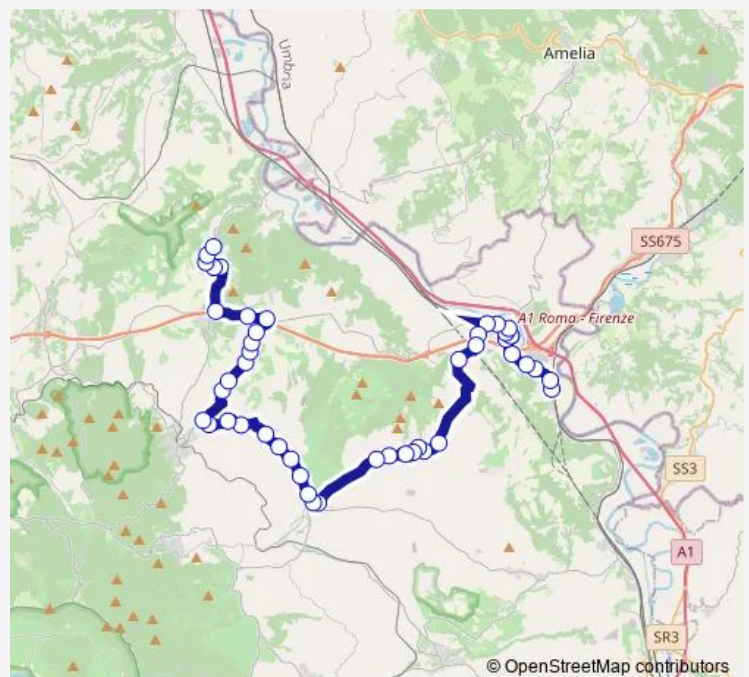 Amelia
Umbria
SS675
A1 Roma - Firenze
SS3
A1
SR3
© OpenStreetMap contributors